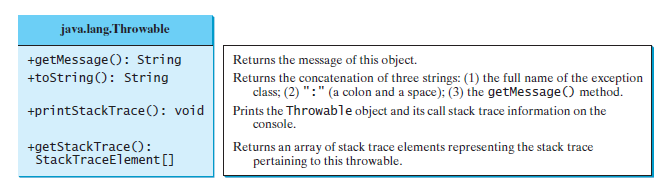 java.lang.Throwable
+getMessage(): String
Returns the message of this object.
+toString(): String
Returns the concatenation of three strings: (1) the full name of the exception
class; (2) ":" (a colon and a space); (3) the getMessage() method.
+printStackTrace(): void
Prints the Throwable object and its call stack trace information on the
console.
+getStackTrace():
StackTraceElement[]
Returns an array of stack trace elements representing the stack trace
pertaining to this throwable.